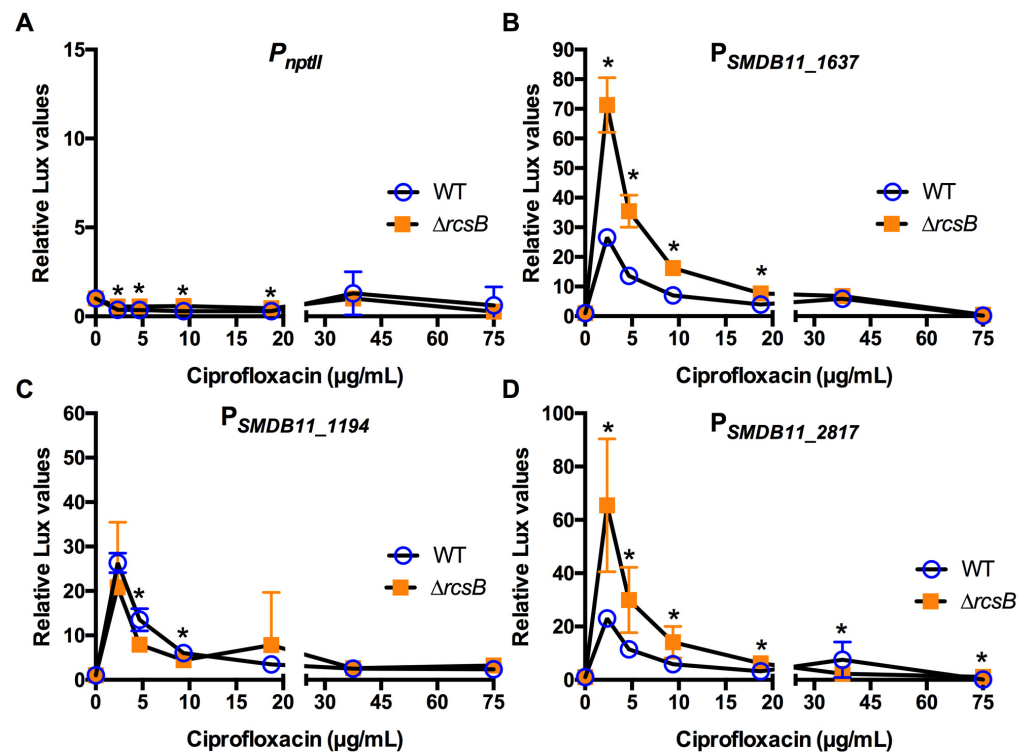 A
P_nptII
15
10
5
0
Relative Lux values
WT
ΔrcsB
0 5 10 15 20 30 45 60 75
Ciprofloxacin (µg/mL)
* * * *
B
P_SMDB11_1637
90
80
70
60
50
40
30
20
10
0
Relative Lux values
WT
ΔrcsB
0 5 10 15 20 30 45 60 75
Ciprofloxacin (µg/mL)
* * * *
C
P_SMDB11_1194
60
50
40
30
20
10
0
Relative Lux values
WT
ΔrcsB
0 5 10 15 20 30 45 60 75
Ciprofloxacin (µg/mL)
* *
D
P_SMDB11_2817
100
80
60
40
20
0
Relative Lux values
WT
ΔrcsB
0 5 10 15 20 30 45 60 75
Ciprofloxacin (µg/mL)
* * * * * *